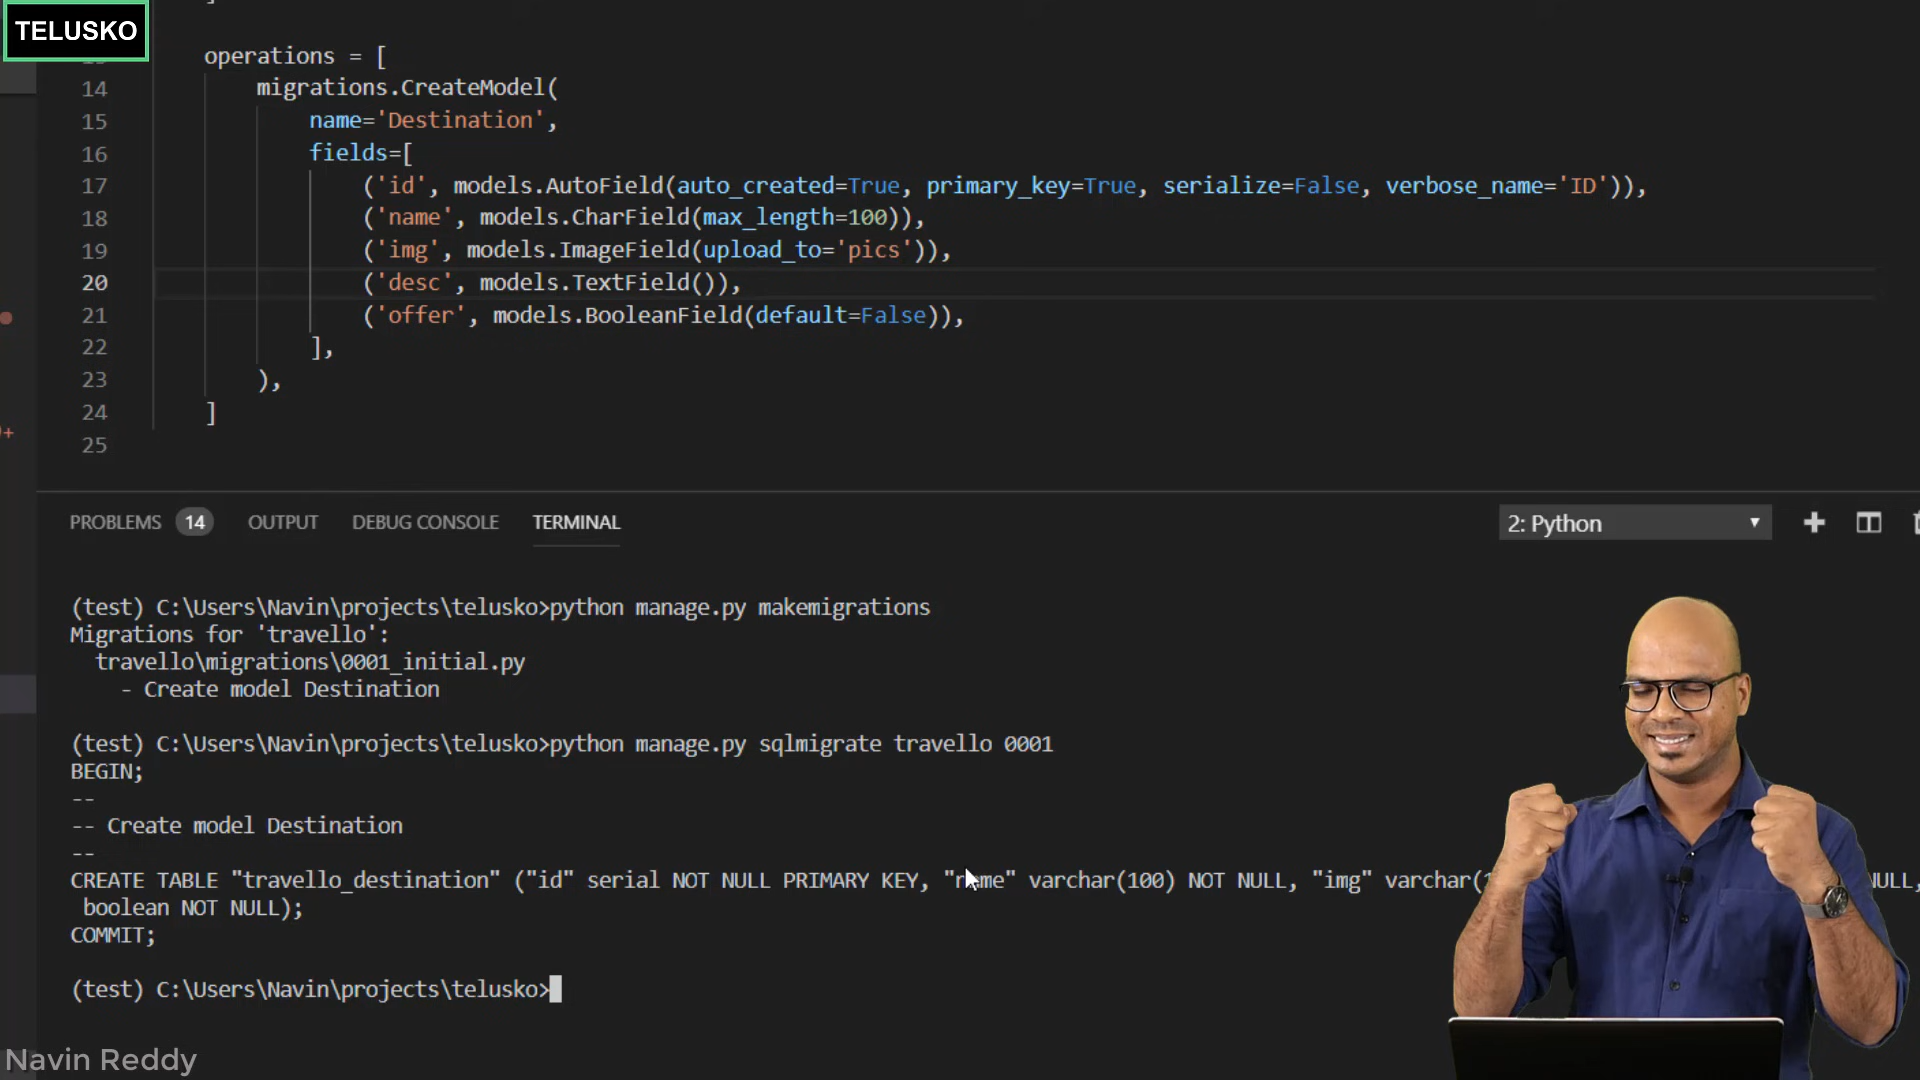 TELUSKO
operations = [
14 migrations.CreateModel(
15 name='Destination',
16 fields=[
17 ('id', models.AutoField(auto_created=True, primary_key=True, serialize=False, verbose_name='ID')),
18 ('name', models.CharField(max_length=100)),
19 ('img', models.ImageField(upload_to='pics')),
20 ('desc', models.TextField()),
21 ('offer', models.BooleanField(default=False)),
22 ],
23 ),
24 ]
25
PROBLEMS 14 OUTPUT DEBUG CONSOLE TERMINAL 2: Python
(test) C:\Users\Navin\projects\telusko>python manage.py makemigrations
Migrations for 'travello':
travello\migrations\0001_initial.py
- Create model Destination
(test) C:\Users\Navin\projects\telusko>python manage.py sqlmigrate travello 0001
BEGIN;
--
-- Create model Destination
--
CREATE TABLE "travello_destination" ("id" serial NOT NULL PRIMARY KEY, "name" varchar(100) NOT NULL, "img" varchar( NULL,
boolean NOT NULL);
COMMIT;
(test) C:\Users\Navin\projects\telusko>
Navin Reddy